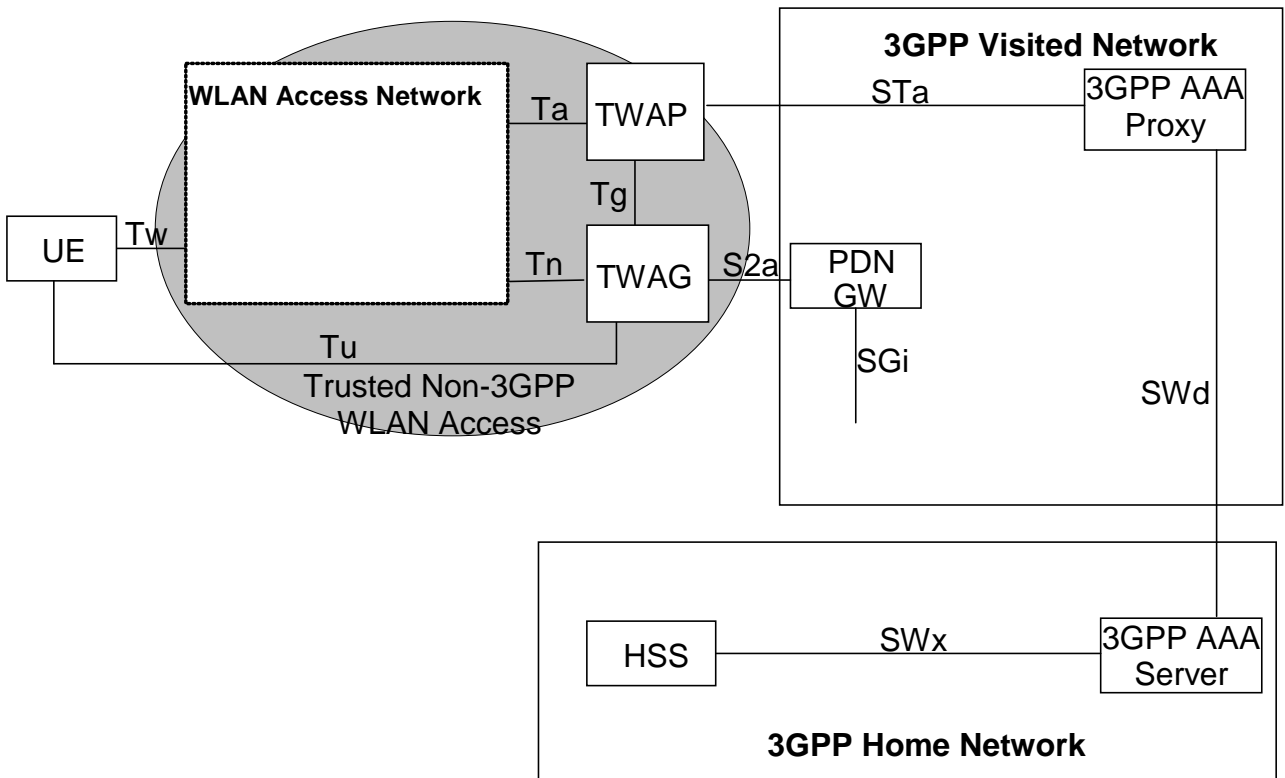 3GPP Visited Network
WLAN Access Network
Ta
TWAP
STa
3GPP AAA
Proxy
Tg
UE
Tw
Tn
TWAG
S2a
PDN
GW
Tu
SGi
Trusted Non-3GPP
WLAN Access
SWd
HSS
SWx
3GPP AAA
Server
3GPP Home Network